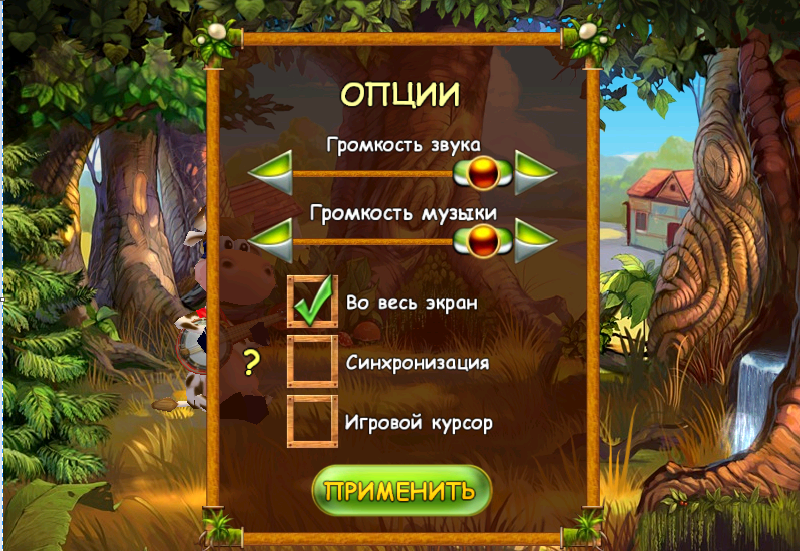 ОПЦИИ
Громкость звука
Громкость музыки
Во весь экран
?
Синхронизация
Игровой курсор
ПРИМЕНИТЬ